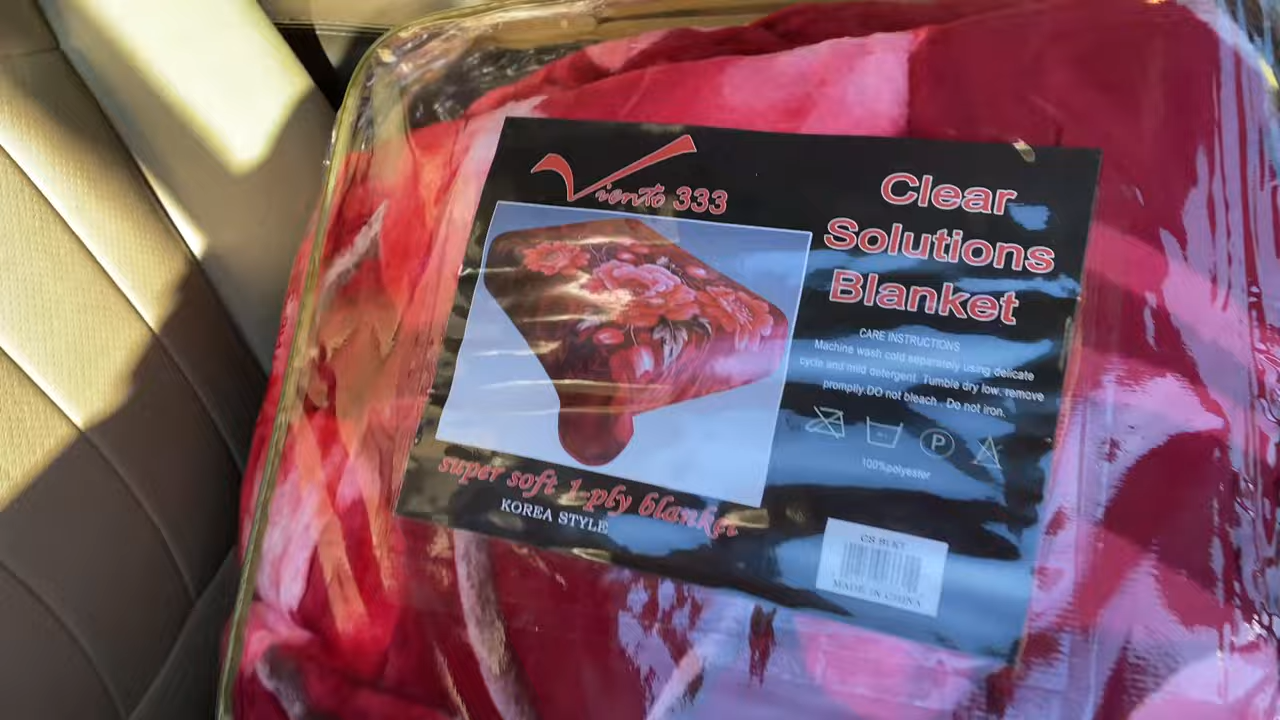 Viento 333
Clear
Solutions
Blanket
CARE INSTRUCTIONS
Machine wash cold separately using delicate
cycle and mild detergent. Tumble dry low. remove
promptly.DO not bleach . Do not iron.
P
100%polyester
super soft 1-ply blanket
KOREA STYLE
CS BLKT
MADE IN CHINA